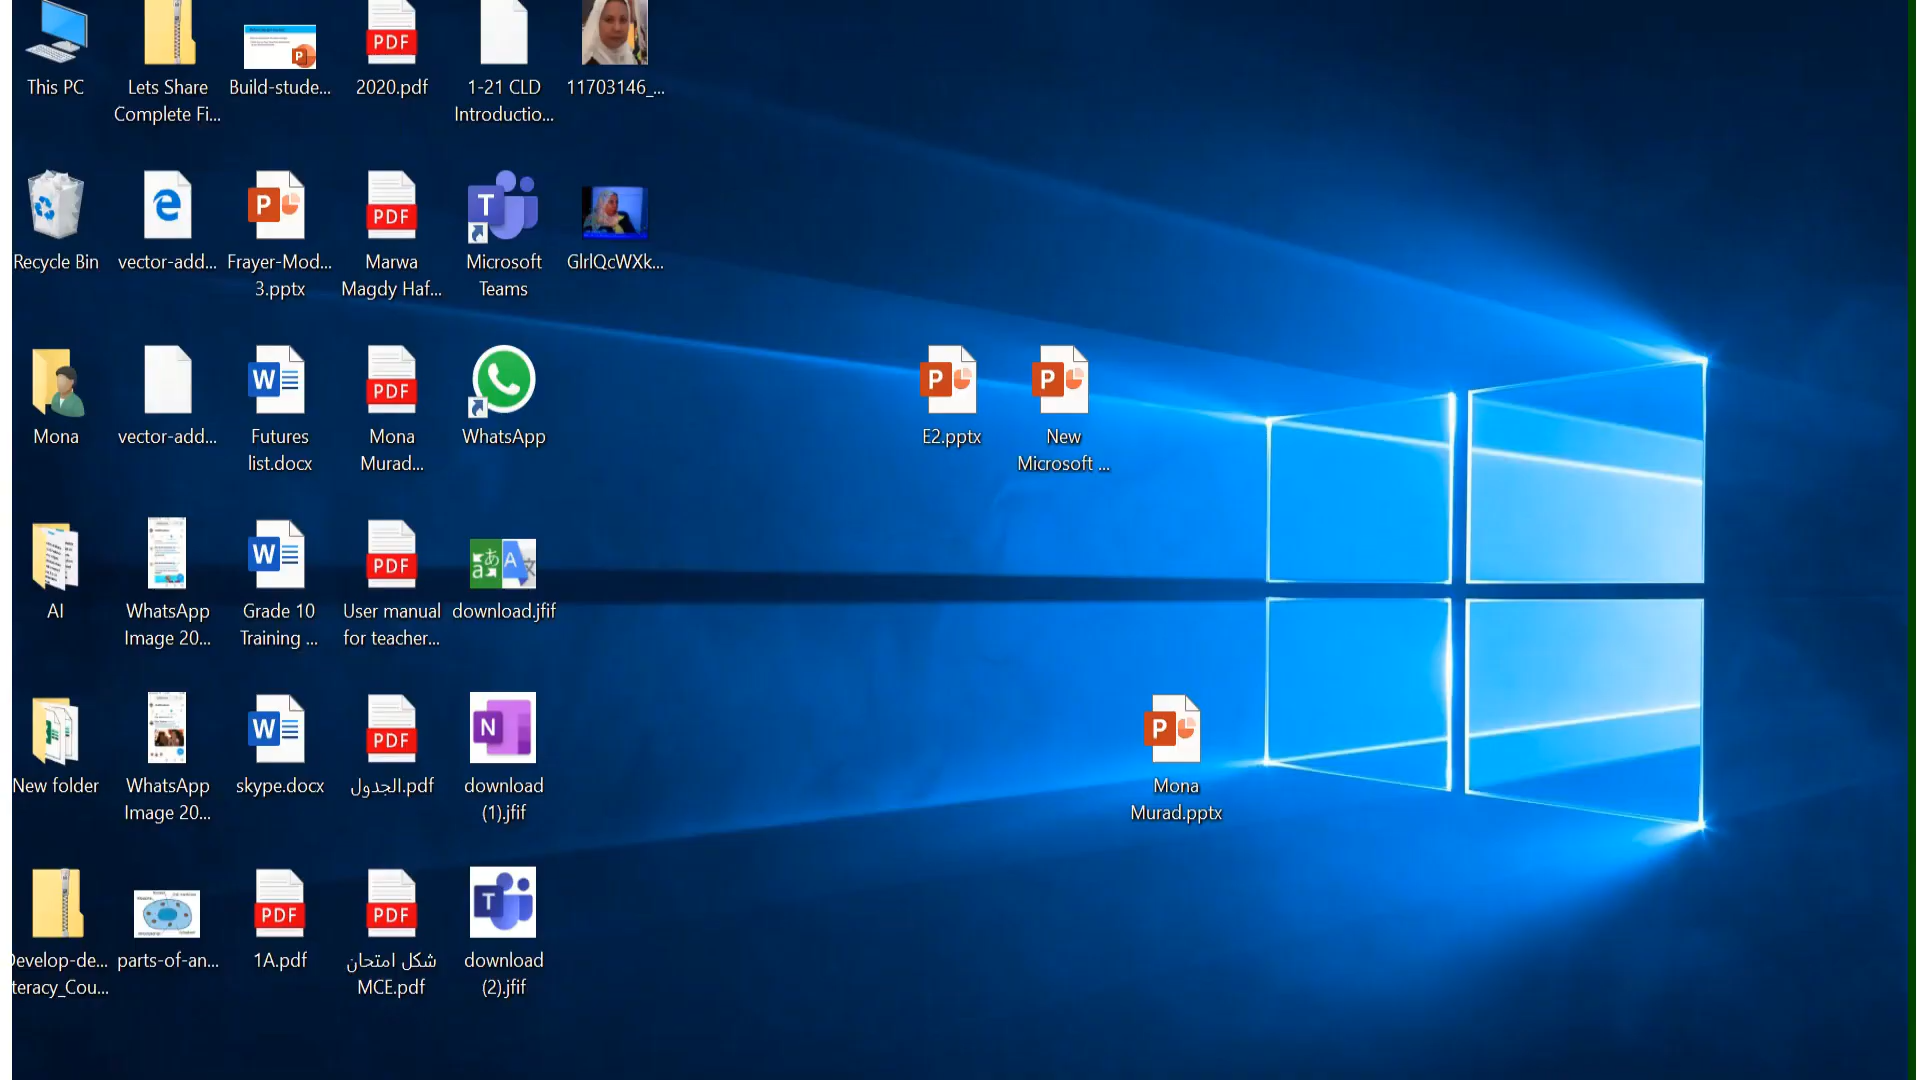 This PC
Lets Share
Complete Fi...
Build-stude...
2020.pdf
1-21 CLD
Introductio...
11703146_...
Recycle Bin
vector-add...
Frayer-Mod...
3.pptx
Marwa
Magdy Haf...
Microsoft
Teams
GlrlQcWXk...
Mona
vector-add...
Futures
list.docx
Mona
Murad...
WhatsApp
E2.pptx
New
Microsoft ...
AI
WhatsApp
Image 20...
Grade 10
Training ...
User manual
for teacher...
download.jfif
New folder
WhatsApp
Image 20...
skype.docx
الجدول.pdf
download
(1).jfif
Mona
Murad.pptx
Develop-de...
teracy_Cou...
parts-of-an...
1A.pdf
شكل امتحان
MCE.pdf
download
(2).jfif